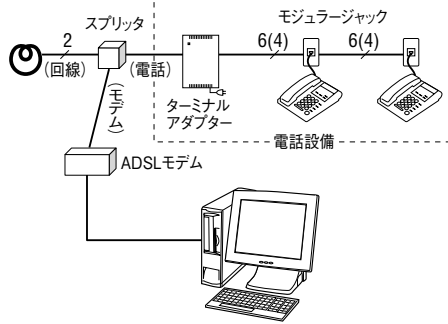 スプリッタ
モジュラージャック
2
6(4)
6(4)
(回線)
(電話)
(モデム)
ターミナル
アダプター
電話設備
ADSLモデム